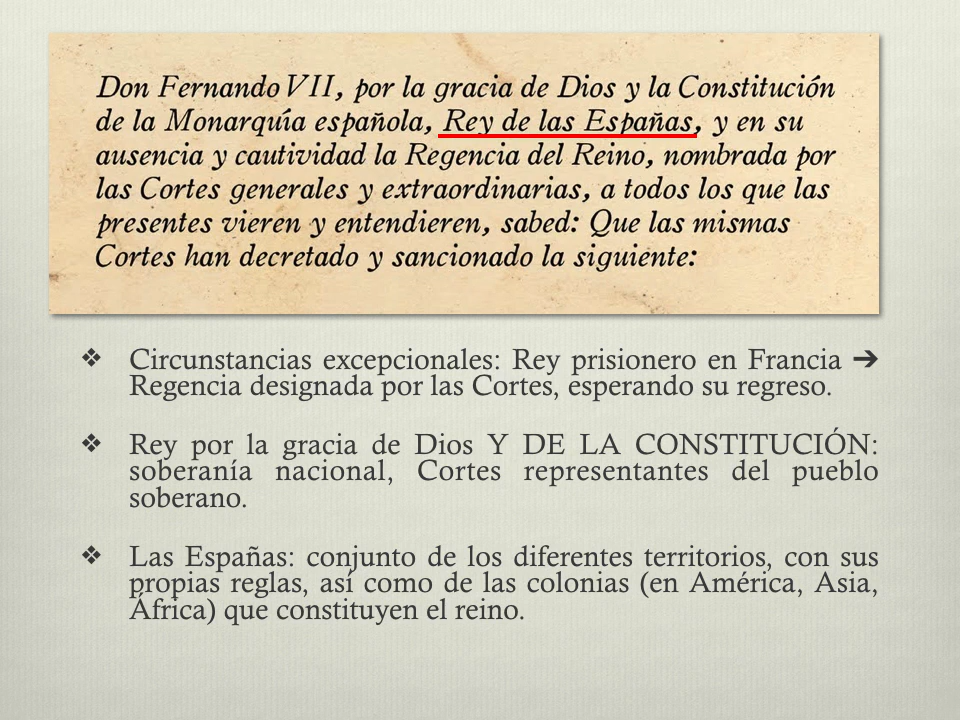 Don Fernando VII, por la gracia de Dios y la Constitución
de la Monarquía española, Rey de las Españas, y en su
ausencia y cautividad la Regencia del Reino, nombrada por
las Cortes generales y extraordinarias, a todos los que las
presentes vieren y entendieren, sabed: Que las mismas
Cortes han decretado y sancionado la siguiente:
❖ Circunstancias excepcionales: Rey prisionero en Francia ➔
Regencia designada por las Cortes, esperando su regreso.
❖ Rey por la gracia de Dios Y DE LA CONSTITUCIÓN:
soberanía nacional, Cortes representantes del pueblo
soberano.
❖ Las Españas: conjunto de los diferentes territorios, con sus
propias reglas, así como de las colonias (en América, Asia,
África) que constituyen el reino.